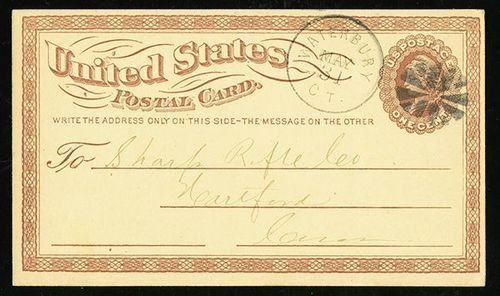 United States
POSTAL CARD.
WATERBURY
MAY
31
CT.
U.S. POSTAGE
ONE CENT
WRITE THE ADDRESS ONLY ON THIS SIDE-THE MESSAGE ON THE OTHER
To Sharp Rifle Co
Hartford
Conn